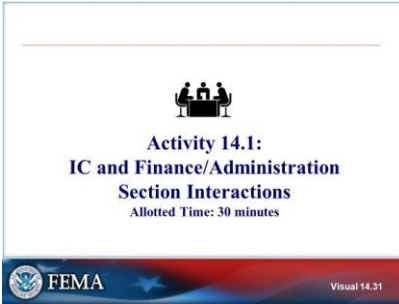 Activity 14.1:
IC and Finance/Administration
Section Interactions
Allotted Time: 30 minutes
FEMA
Visual 14.31